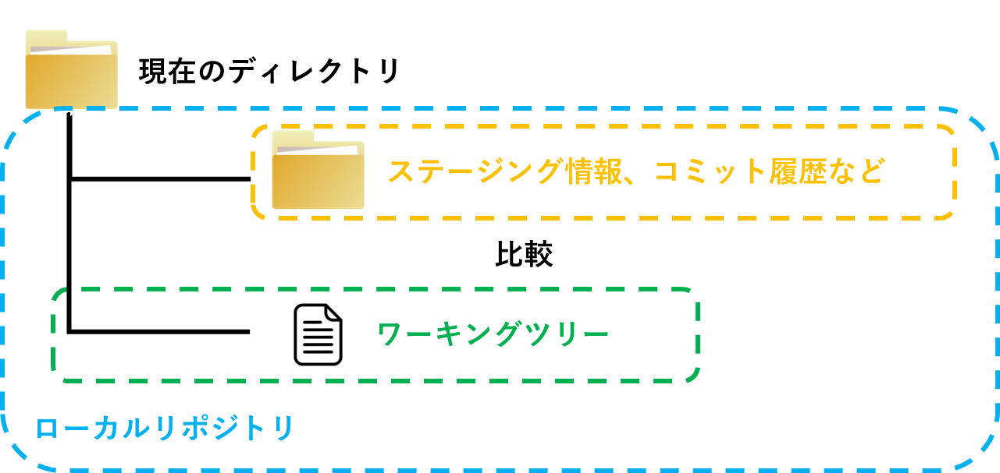 現在のディレクトリ
ステージング情報、コミット履歴など
比較
ワーキングツリー
ローカルリポジトリ